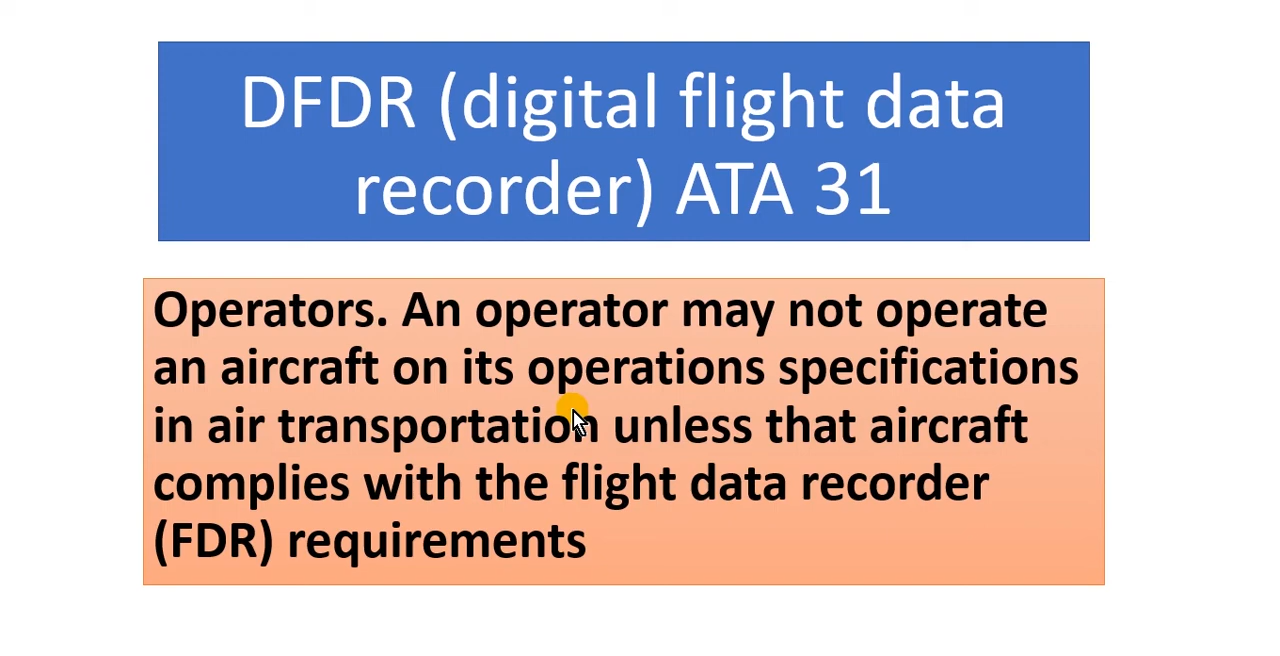 DFDR (digital flight data
recorder) ATA 31
Operators. An operator may not operate
an aircraft on its operations specifications
in air transportation unless that aircraft
complies with the flight data recorder
(FDR) requirements